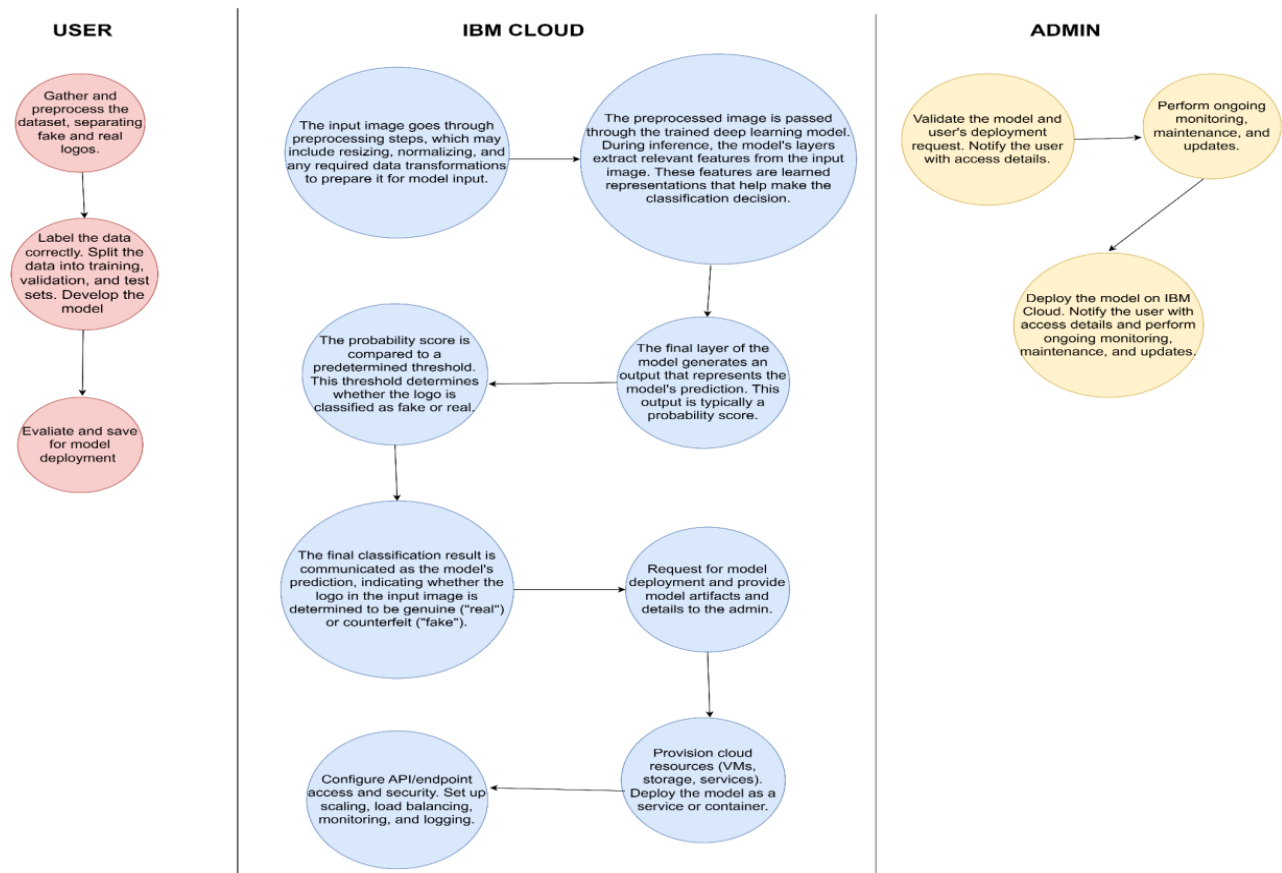 USER
Gather and
preprocess the
dataset, separating
fake and real
logos.
Label the data
correctly. Split the
data into training,
validation, and test
sets. Develop the
model
Evaliate and save
for model
deployment
IBM CLOUD
The input image goes through
preprocessing steps, which may
include resizing, normalizing, and
any required data transformations
to prepare it for model input.
The preprocessed image is passed
through the trained deep learning model.
During inference, the model's layers
extract relevant features from the input
image. These features are learned
representations that help make the
classification decision.
The final layer of the
model generates an
output that represents the
model's prediction. This
output is typically a
probability score.
The probability score is
compared to a
predetermined threshold.
This threshold determines
whether the logo is
classified as fake or real.
The final classification result is
communicated as the model's
prediction, indicating whether the
logo in the input image is
determined to be genuine ("real")
or counterfeit ("fake").
Request for model
deployment and provide
model artifacts and
details to the admin.
Provision cloud
resources (VMs,
storage, services).
Deploy the model as a
service or container.
Configure API/endpoint
access and security. Set up
scaling, load balancing,
monitoring, and logging.
ADMIN
Validate the model and
user's deployment
request. Notify the user
with access details.
Perform ongoing
monitoring,
maintenance, and
updates.
Deploy the model on IBM
Cloud. Notify the user with
access details and perform
ongoing monitoring,
maintenance, and updates.